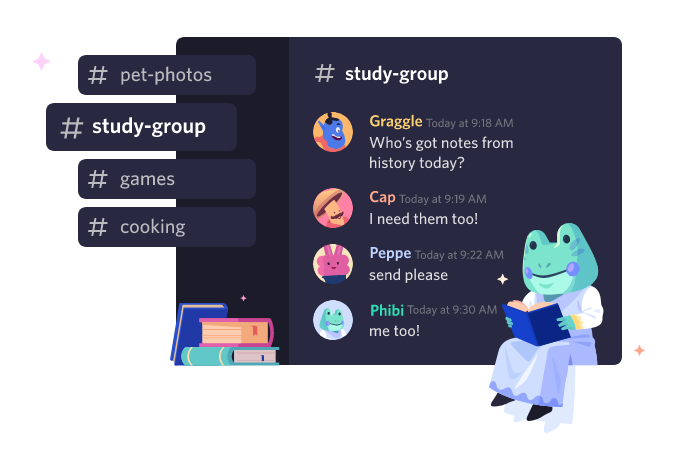 # pet-photos
# study-group
# games
# cooking
# study-group
Graggle Today at 9:18 AM
Who's got notes from
history today?
Cap Today at 9:19 AM
I need them too!
Peppe Today at 9:22 AM
send please
Phibi Today at 9:30 AM
me too!